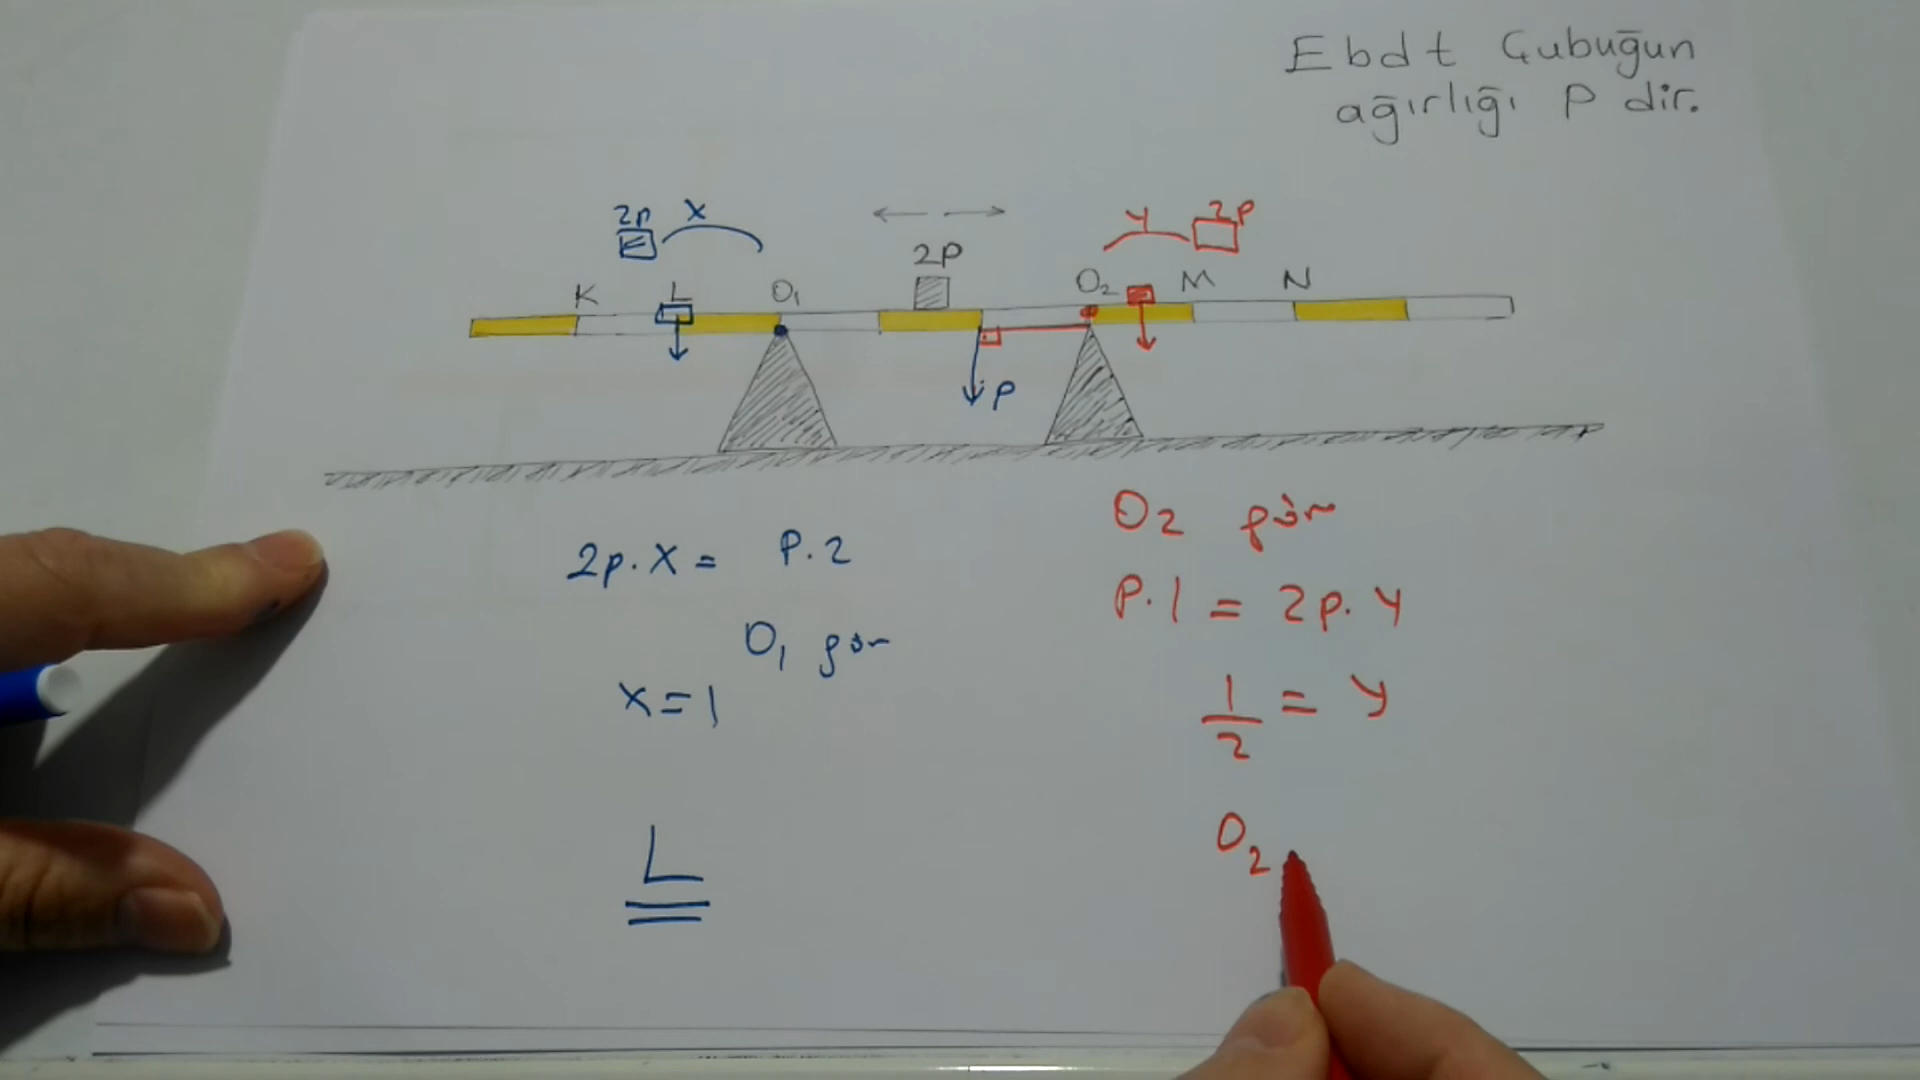 Ebdt Çubuğun
ağırlığı P dir.
2P X
Y 2P
2P
K L O1 O2 M N
P
2p.X = P.2
O1 gör
X = 1
L
O2 gör
P.1 = 2p.Y
1/2 = Y
O2